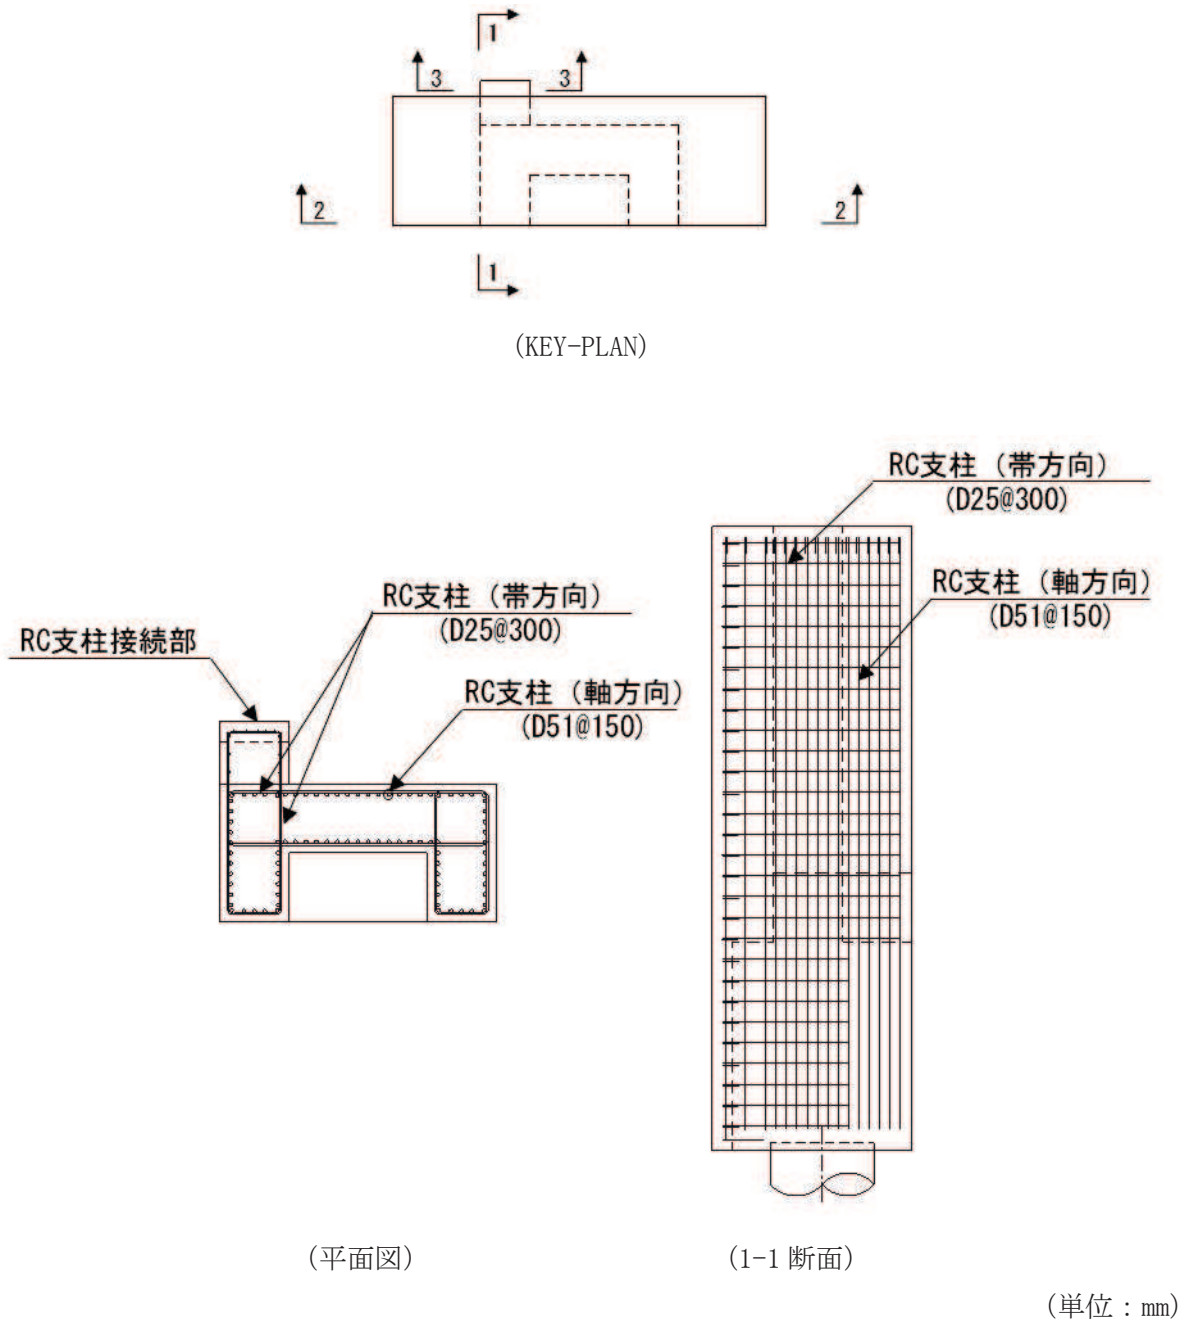 1
3 3
2 2
1
(KEY-PLAN)
RC支柱（帯方向）
(D25@300)
RC支柱（軸方向）
(D51@150)
RC支柱（帯方向）
(D25@300)
RC支柱接続部
RC支柱（軸方向）
(D51@150)
(平面図)
(1-1 断面)
(単位：mm)